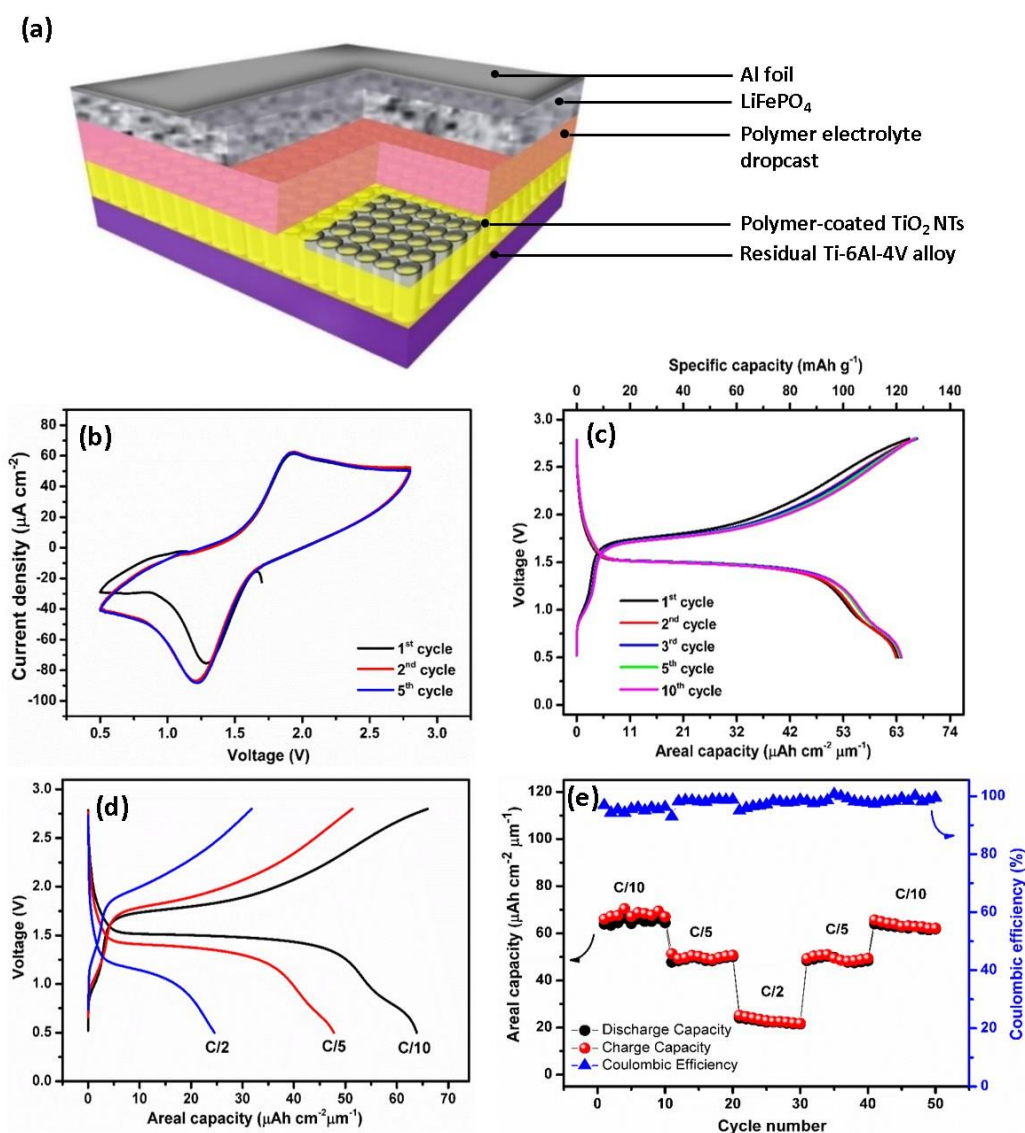 (a)
Al foil
LiFePO4
Polymer electrolyte
dropcast
Polymer-coated TiO2 NTs
Residual Ti-6Al-4V alloy
(b)
80
60
40
20
0
-20
-40
-60
-80
-100
Current density (μA cm-2)
0.5 1.0 1.5 2.0 2.5 3.0
Voltage (V)
1st cycle
2nd cycle
5th cycle
Specific capacity (mAh g-1)
0 20 40 60 80 100 120 140
(c)
3.0
2.5
2.0
1.5
1.0
0.5
0.0
Voltage (V)
1st cycle
2nd cycle
3rd cycle
5th cycle
10th cycle
0 11 21 32 42 53 63 74
Areal capacity (μAh cm-2 μm-1)
(d)
3.0
2.5
2.0
1.5
1.0
0.5
0.0
Voltage (V)
C/2 C/5 C/10
0 10 20 30 40 50 60 70
Areal capacity (μAh cm-2μm-1)
(e)
120
100
80
60
40
20
0
Areal capacity (μAh cm-2 μm-1)
C/10
C/5
C/2
C/5
C/10
Discharge Capacity
Charge Capacity
Coulombic Efficiency
100
80
60
40
20
0
Coulombic efficiency (%)
0 10 20 30 40 50
Cycle number